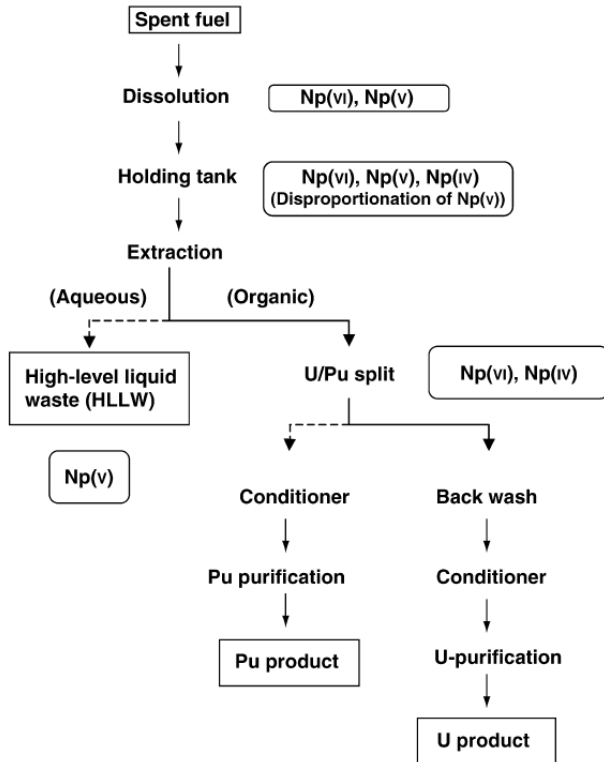 Spent fuel
Dissolution
Np(VI), Np(V)
Holding tank
Np(VI), Np(V), Np(IV)
(Disproportionation of Np(V))
Extraction
(Aqueous)
(Organic)
High-level liquid
waste (HLLW)
U/Pu split
Np(VI), Np(IV)
Np(V)
Conditioner
Back wash
Pu purification
Conditioner
Pu product
U-purification
U product